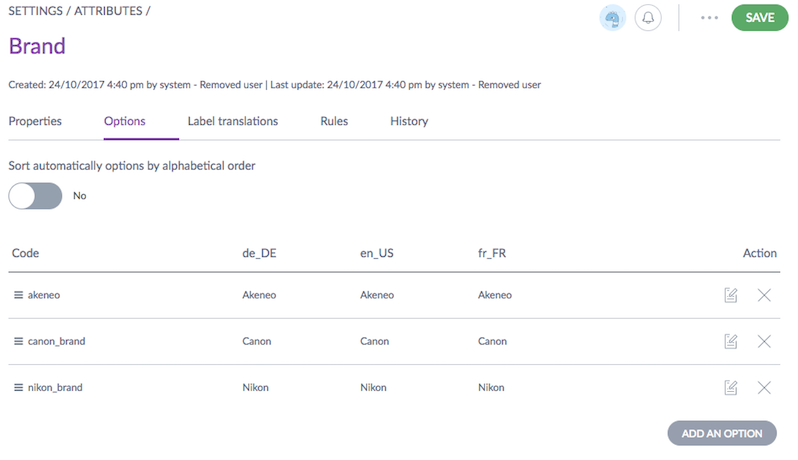 SETTINGS / ATTRIBUTES /
SAVE
Brand
Created: 24/10/2017 4:40 pm by system - Removed user | Last update: 24/10/2017 4:40 pm by system - Removed user
Properties Options Label translations Rules History
Sort automatically options by alphabetical order
No
Code de_DE en_US fr_FR Action
akeneo Akeneo Akeneo Akeneo
canon_brand Canon Canon Canon
nikon_brand Nikon Nikon Nikon
ADD AN OPTION